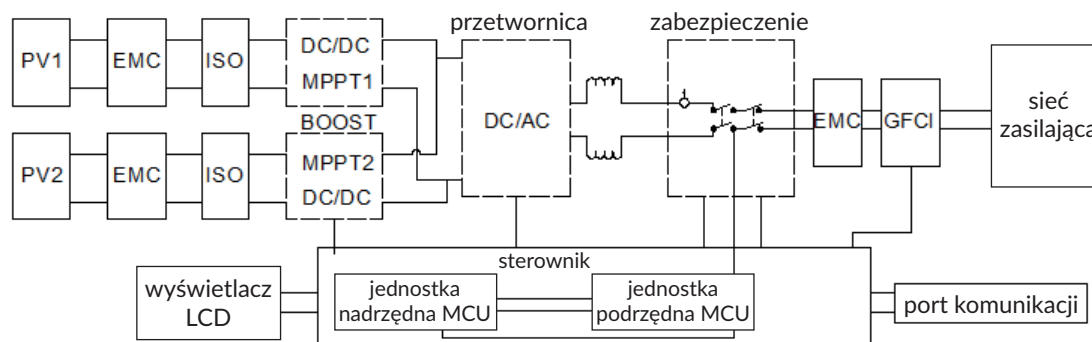 przetwornica
zabezpieczenie
PV1
EMC
ISO
DC/DC
MPPT1
BOOST
PV2
EMC
ISO
MPPT2
DC/DC
DC/AC
EMC
GFCI
sieć
zasilająca
sterownik
wyświetlacz
LCD
jednostka
nadrzędna MCU
jednostka
podrzędna MCU
port komunikacji